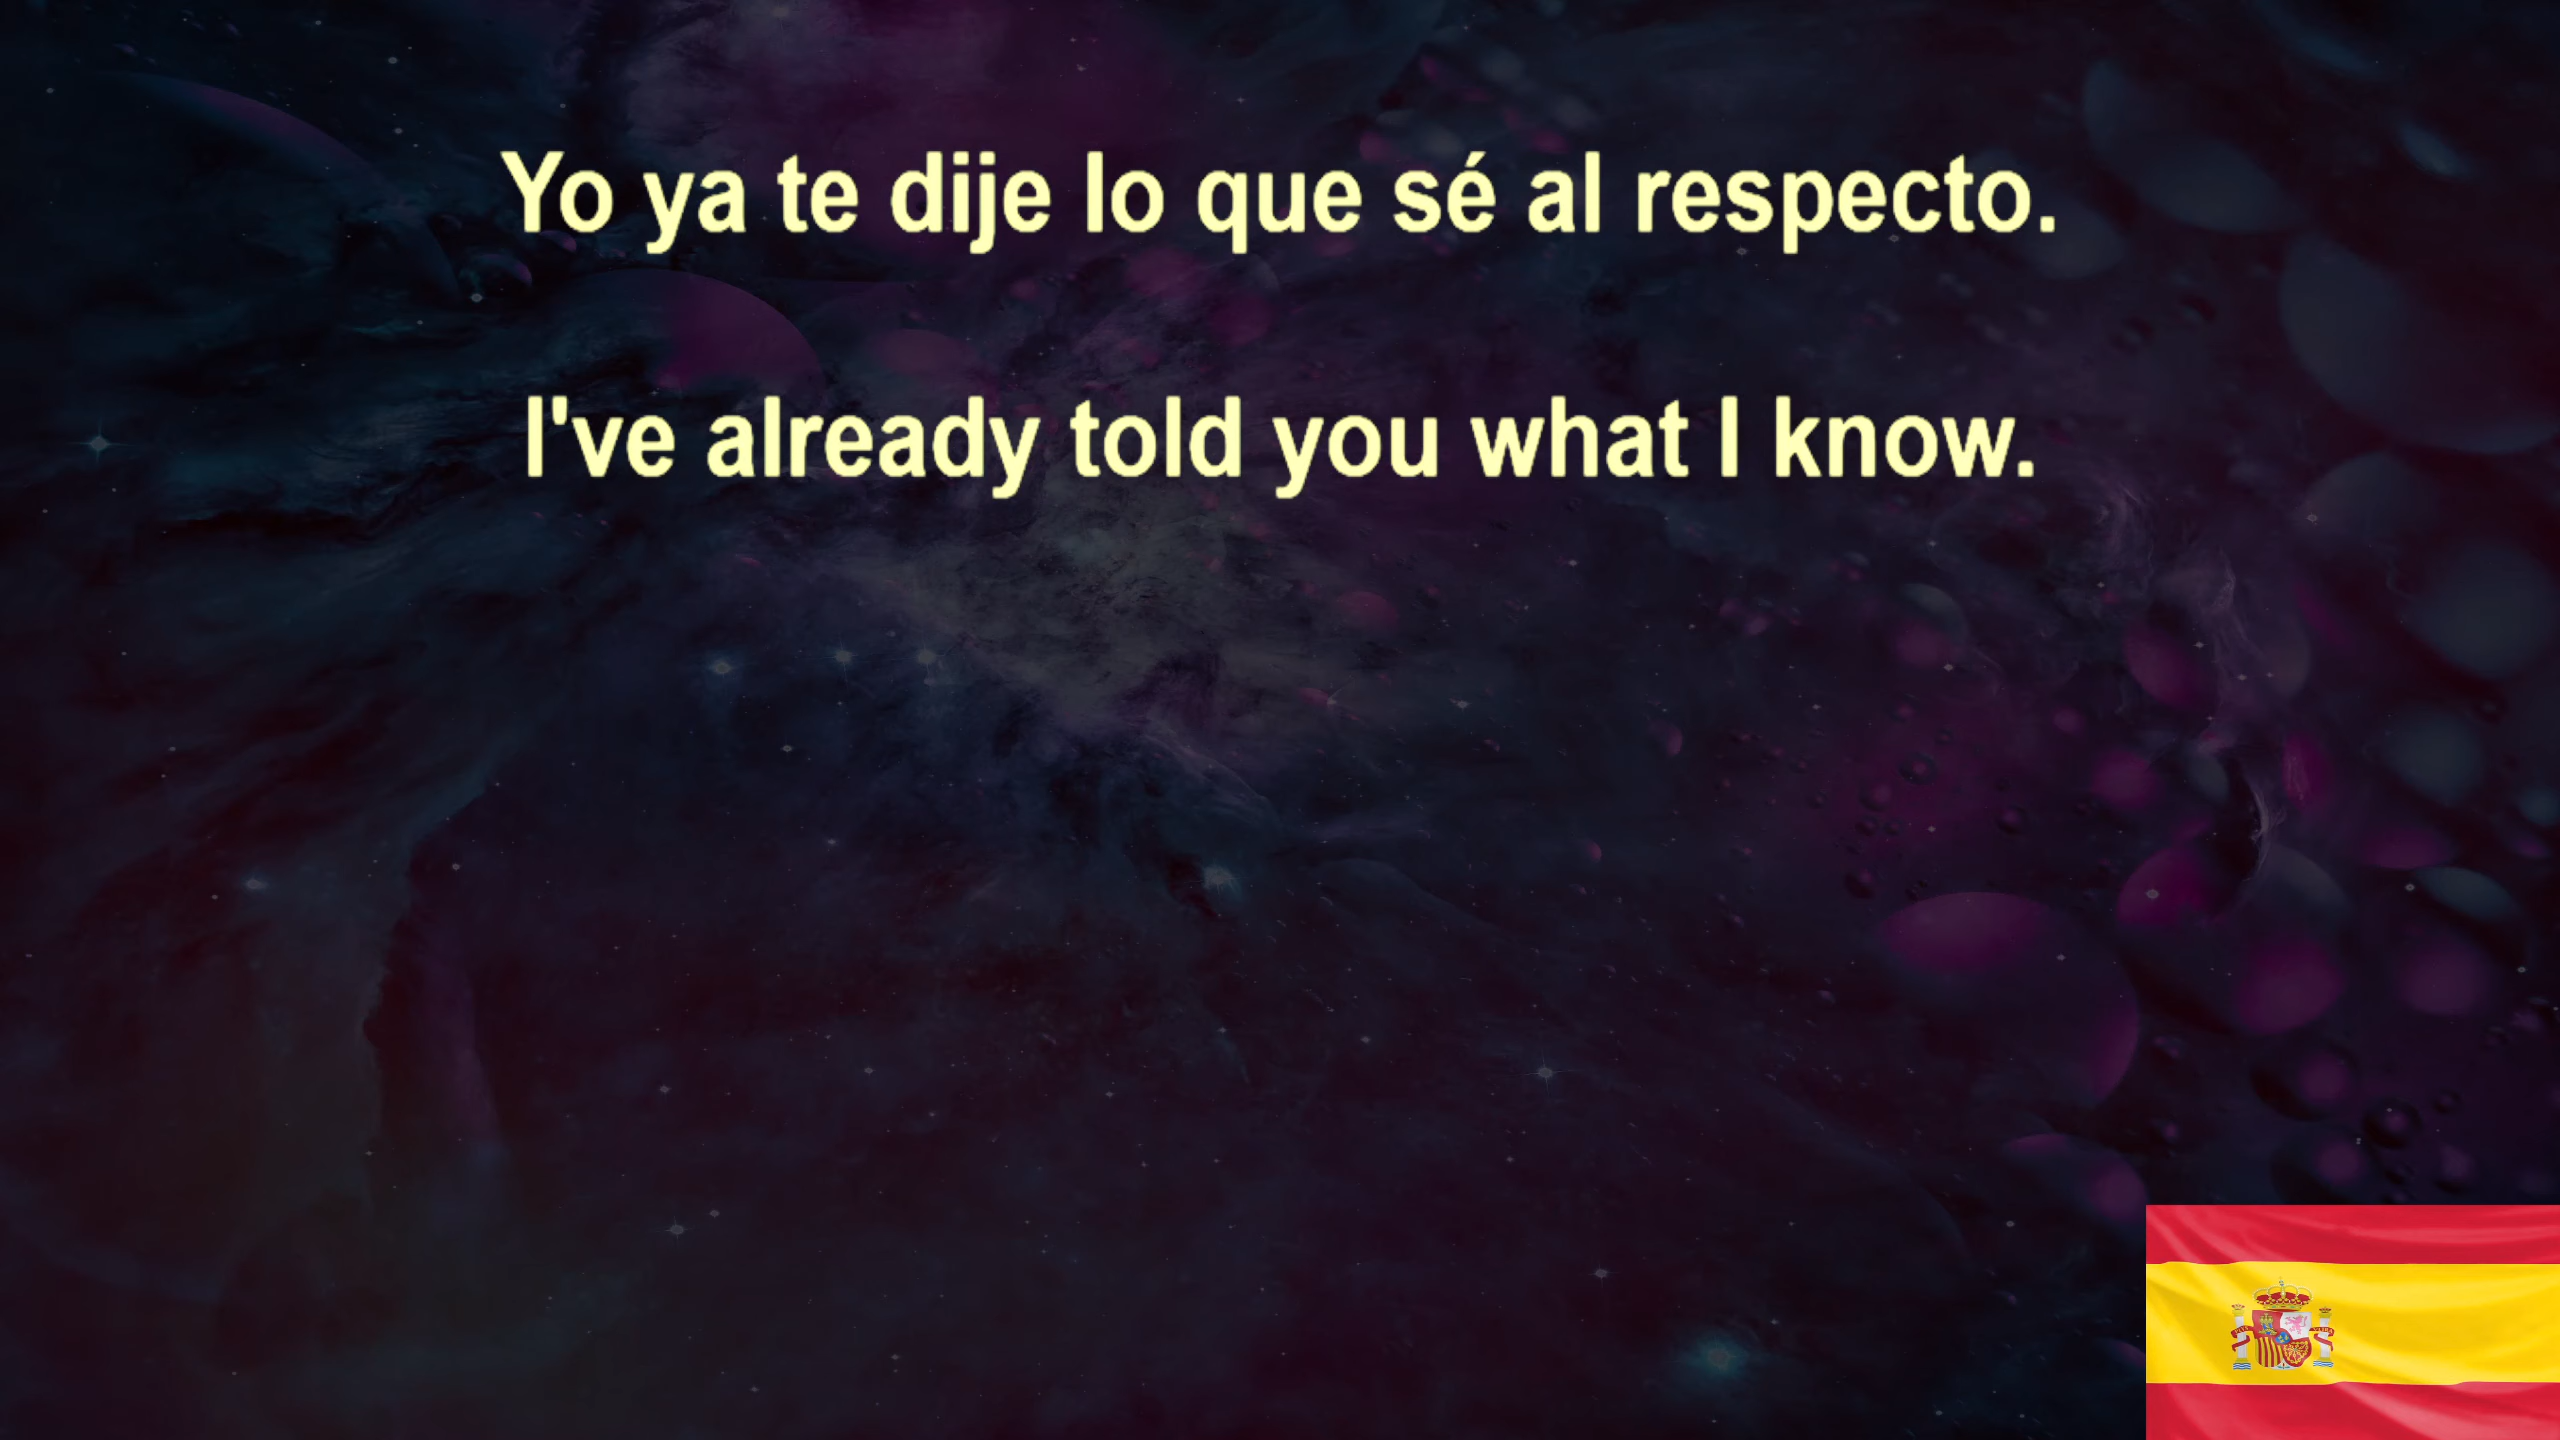 Yo ya te dije lo que sé al respecto.
I've already told you what I know.